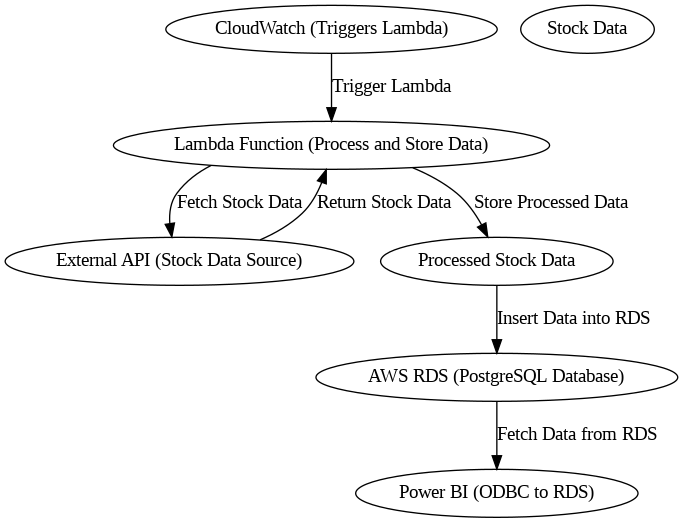 CloudWatch (Triggers Lambda)
Stock Data
Trigger Lambda
Lambda Function (Process and Store Data)
Fetch Stock Data
Return Stock Data
Store Processed Data
External API (Stock Data Source)
Processed Stock Data
Insert Data into RDS
AWS RDS (PostgreSQL Database)
Fetch Data from RDS
Power BI (ODBC to RDS)